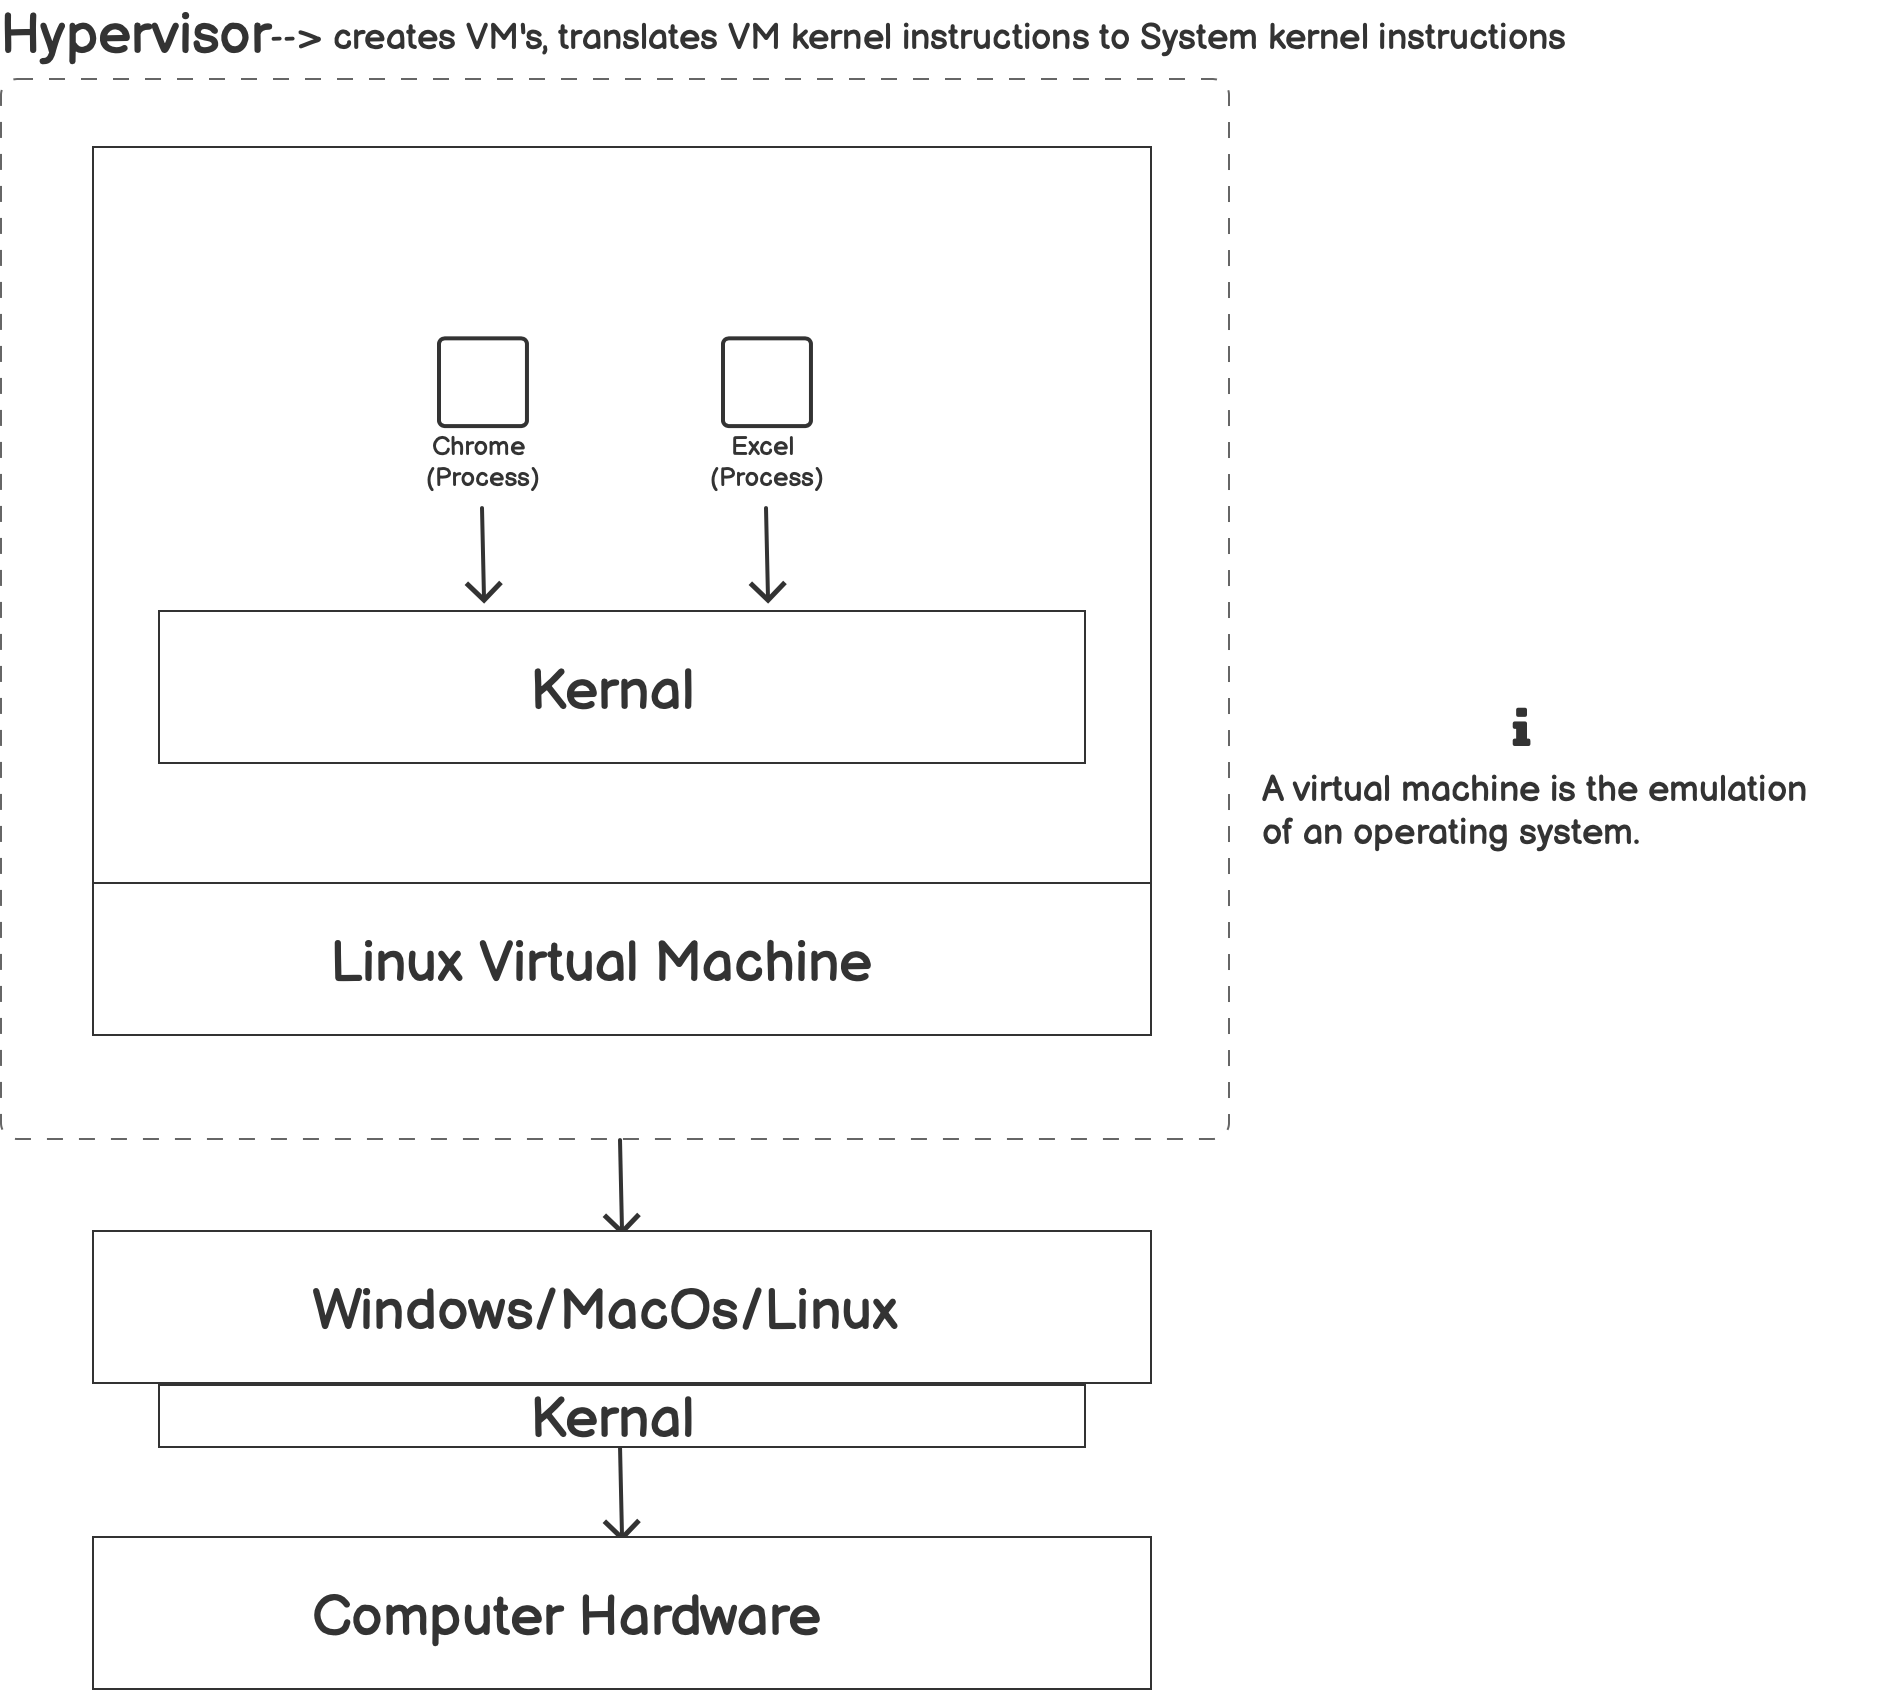 Hypervisor--> creates VM's, translates VM kernel instructions to System kernel instructions
Chrome
(Process)
Excel
(Process)
Kernal
i
A virtual machine is the emulation
of an operating system.
Linux Virtual Machine
Windows/MacOs/Linux
Kernal
Computer Hardware